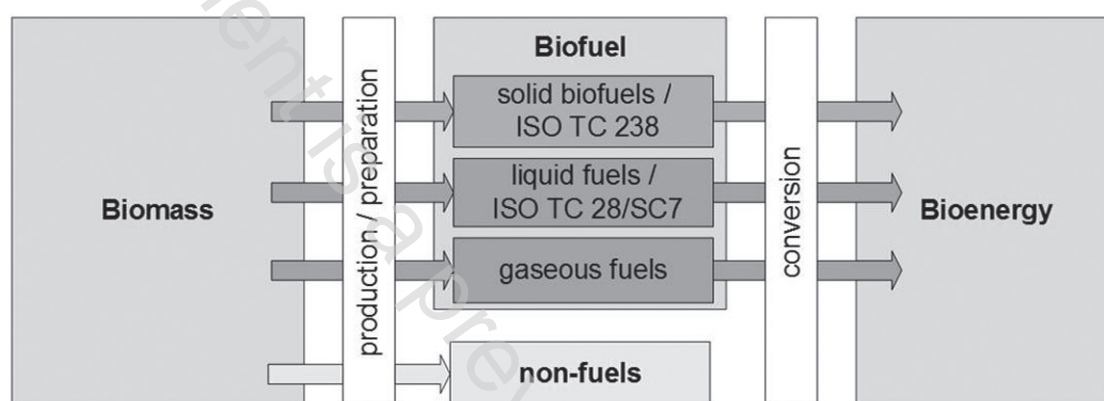 Biomass
production / preparation
Biofuel
solid biofuels /
ISO TC 238
liquid fuels /
ISO TC 28/SC7
gaseous fuels
non-fuels
conversion
Bioenergy